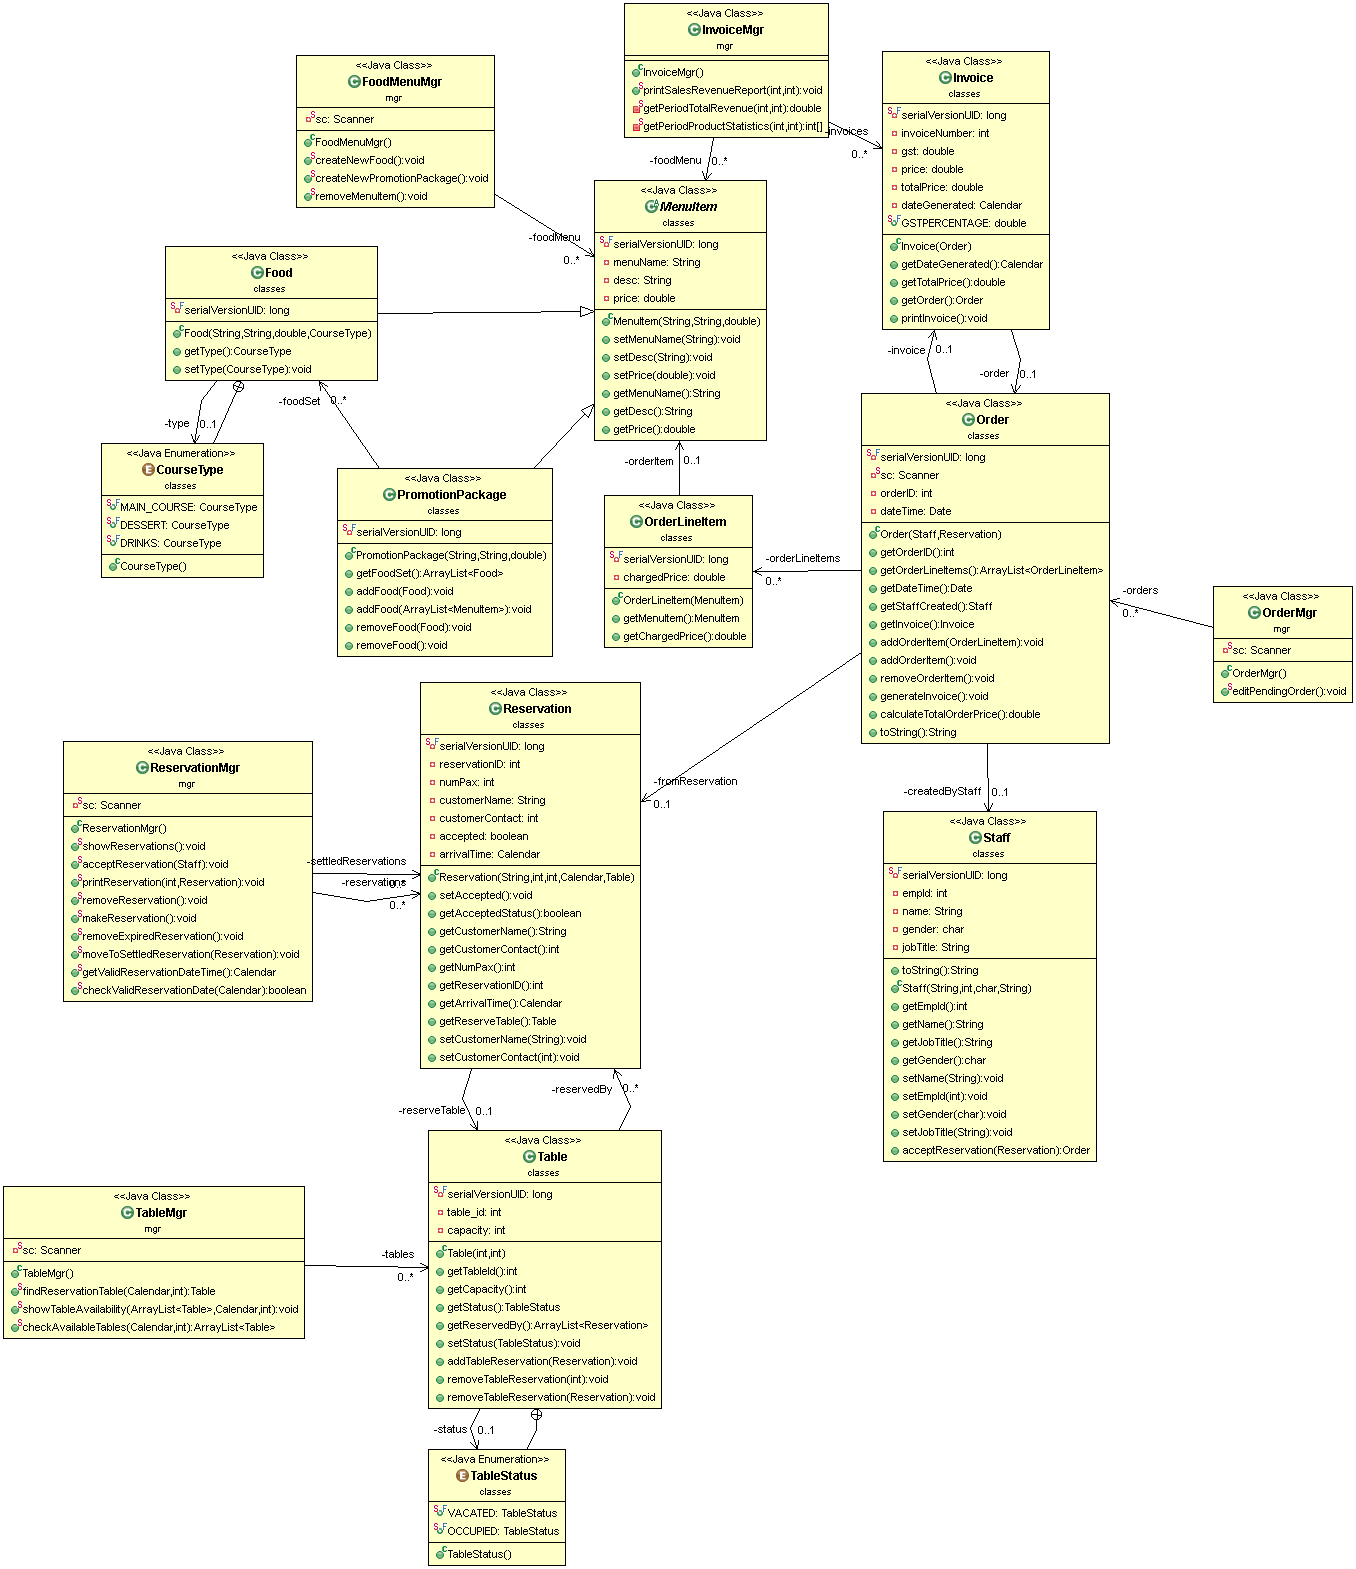 <<Java Class>>
InvoiceMgr
mgr
InvoiceMgr()
printSalesRevenueReport(int,int):void
getPeriodTotalRevenue(int,int):double
getPeriodProductStatistics(int,int):int[]
-invoices
0..*
-foodMenu
0..*
<<Java Class>>
FoodMenuMgr
mgr
sc: Scanner
FoodMenuMgr()
createNewFood():void
createNewPromotionPackage():void
removeMenuItem():void
-foodMenu
0..*
<<Java Class>>
Invoice
classes
serialVersionUID: long
invoiceNumber: int
gst: double
price: double
totalPrice: double
dateGenerated: Calendar
GSTPERCENTAGE: double
Invoice(Order)
getDateGenerated():Calendar
getTotalPrice():double
getOrder():Order
printInvoice():void
-invoice
0..1
-order
0..1
<<Java Class>>
MenuItem
classes
serialVersionUID: long
menuName: String
desc: String
price: double
MenuItem(String,String,double)
setMenuName(String):void
setDesc(String):void
setPrice(double):void
getMenuName():String
getDesc():String
getPrice():double
<<Java Class>>
Food
classes
serialVersionUID: long
Food(String,String,double,CourseType)
getType():CourseType
setType(CourseType):void
-type
0..1
-foodSet
0..*
<<Java Enumeration>>
CourseType
classes
MAIN_COURSE: CourseType
DESSERT: CourseType
DRINKS: CourseType
CourseType()
<<Java Class>>
PromotionPackage
classes
serialVersionUID: long
PromotionPackage(String,String,double)
getFoodSet():ArrayList<Food>
addFood(Food):void
addFood(ArrayList<MenuItem>):void
removeFood(Food):void
removeFood():void
-orderItem
0..1
<<Java Class>>
OrderLineItem
classes
serialVersionUID: long
chargedPrice: double
OrderLineItem(MenuItem)
getMenuItem():MenuItem
getChargedPrice():double
-orderLineItems
0..*
<<Java Class>>
Order
classes
serialVersionUID: long
sc: Scanner
orderID: int
dateTime: Date
Order(Staff,Reservation)
getOrderID():int
getOrderLineItems():ArrayList<OrderLineItem>
getDateTime():Date
getStaffCreated():Staff
getInvoice():Invoice
addOrderItem(OrderLineItem):void
addOrderItem():void
removeOrderItem():void
generateInvoice():void
calculateTotalOrderPrice():double
toString():String
-orders
0..*
<<Java Class>>
OrderMgr
mgr
sc: Scanner
OrderMgr()
editPendingOrder():void
-fromReservation
0..1
-createdByStaff
0..1
<<Java Class>>
Reservation
classes
serialVersionUID: long
reservationID: int
numPax: int
customerName: String
customerContact: int
accepted: boolean
arrivalTime: Calendar
Reservation(String,int,int,Calendar,Table)
setAccepted():void
getAcceptedStatus():boolean
getCustomerName():String
getCustomerContact():int
getNumPax():int
getReservationID():int
getArrivalTime():Calendar
getReserveTable():Table
setCustomerName(String):void
setCustomerContact(int):void
<<Java Class>>
ReservationMgr
mgr
sc: Scanner
ReservationMgr()
showReservations():void
acceptReservation(Staff):void
printReservation(int,Reservation):void
removeReservation():void
makeReservation():void
removeExpiredReservation():void
moveToSettledReservation(Reservation):void
getValidReservationDateTime():Calendar
checkValidReservationDate(Calendar):boolean
-settledReservations
0..*
-reservations
0..*
<<Java Class>>
Staff
classes
serialVersionUID: long
empId: int
name: String
gender: char
jobTitle: String
toString():String
Staff(String,int,char,String)
getEmpId():int
getName():String
getJobTitle():String
getGender():char
setName(String):void
setEmpId(int):void
setGender(char):void
setJobTitle(String):void
acceptReservation(Reservation):Order
-reserveTable
0..1
-reservedBy
0..*
<<Java Class>>
Table
classes
serialVersionUID: long
table_id: int
capacity: int
Table(int,int)
getTableId():int
getCapacity():int
getStatus():TableStatus
getReservedBy():ArrayList<Reservation>
setStatus(TableStatus):void
addTableReservation(Reservation):void
removeTableReservation(int):void
removeTableReservation(Reservation):void
<<Java Class>>
TableMgr
mgr
sc: Scanner
TableMgr()
findReservationTable(Calendar,int):Table
showTableAvailability(ArrayList<Table>,Calendar,int):void
checkAvailableTables(Calendar,int):ArrayList<Table>
-tables
0..*
-status
0..1
<<Java Enumeration>>
TableStatus
classes
VACATED: TableStatus
OCCUPIED: TableStatus
TableStatus()